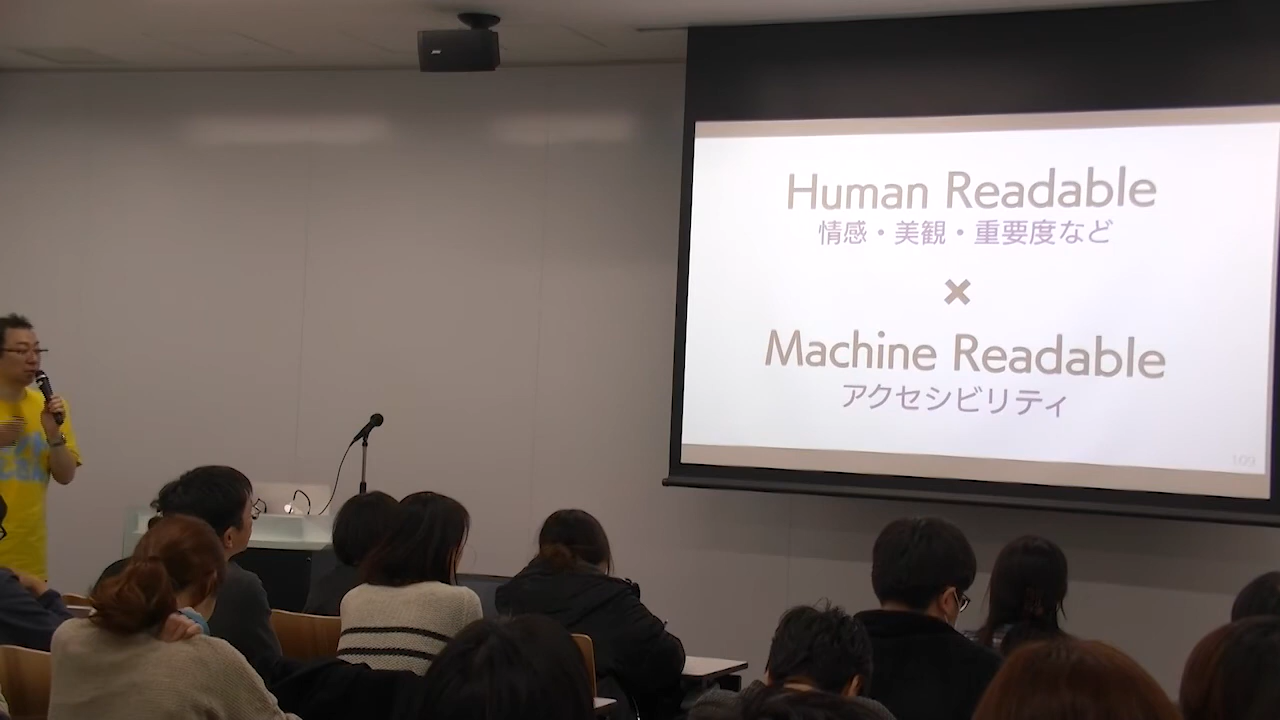 Human Readable
情感・美観・重要度など
×
Machine Readable
アクセシビリティ
109